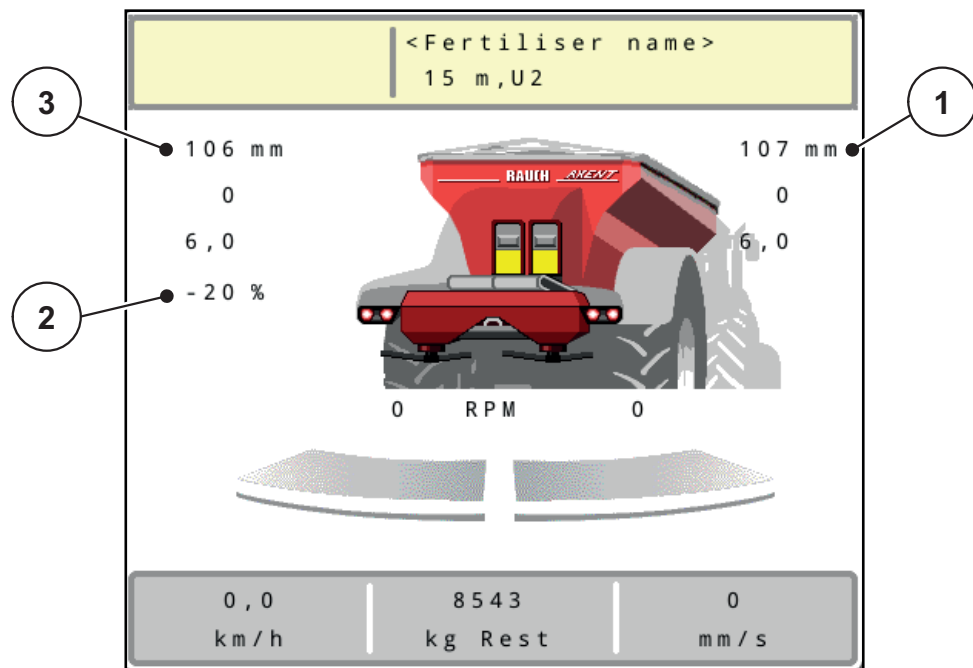 <Fertiliser name>
15 m,U2
3
1
106 mm
107 mm
RAUCH AXENT
0
0
6,0
6,0
2
-20 %
0 RPM 0
0,0
8543
0
km/h
kg Rest
mm/s